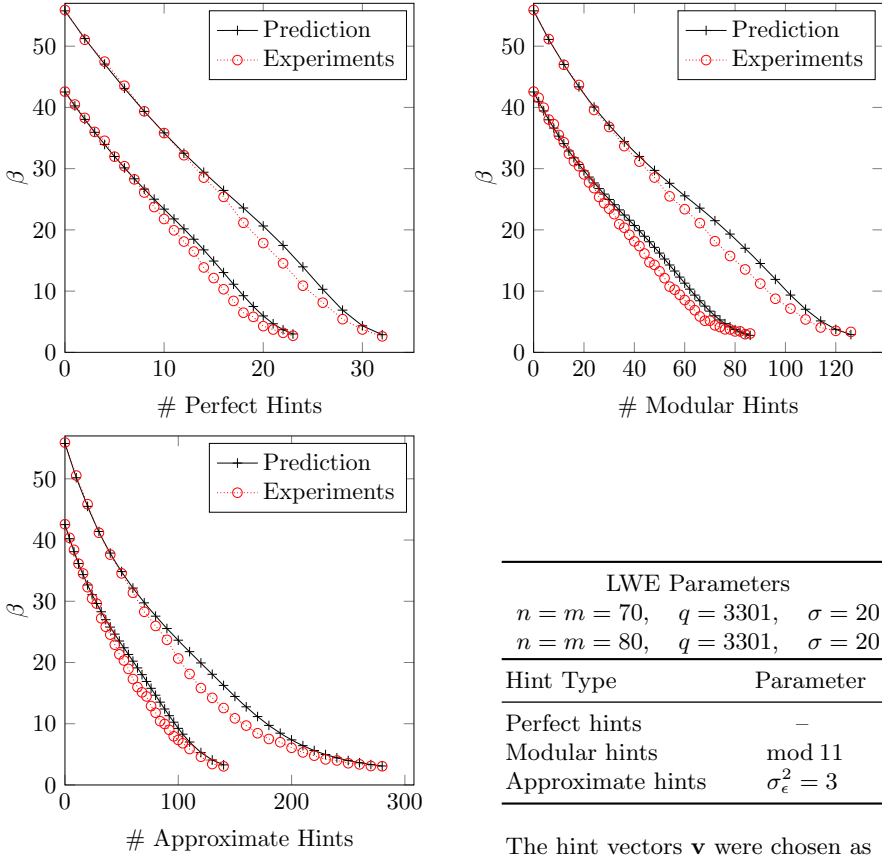 Prediction
Experiments
50
40
30
20
10
0
β
0 10 20 30
# Perfect Hints
Prediction
Experiments
50
40
30
20
10
0
β
0 20 40 60 80 100 120
# Modular Hints
Prediction
Experiments
50
40
30
20
10
0
β
0 100 200 300
# Approximate Hints
LWE Parameters
n = m = 70, q = 3301, σ = 20
n = m = 80, q = 3301, σ = 20
Hint Type Parameter
Perfect hints –
Modular hints mod 11
Approximate hints σ_ϵ^2 = 3
The hint vectors v were chosen as